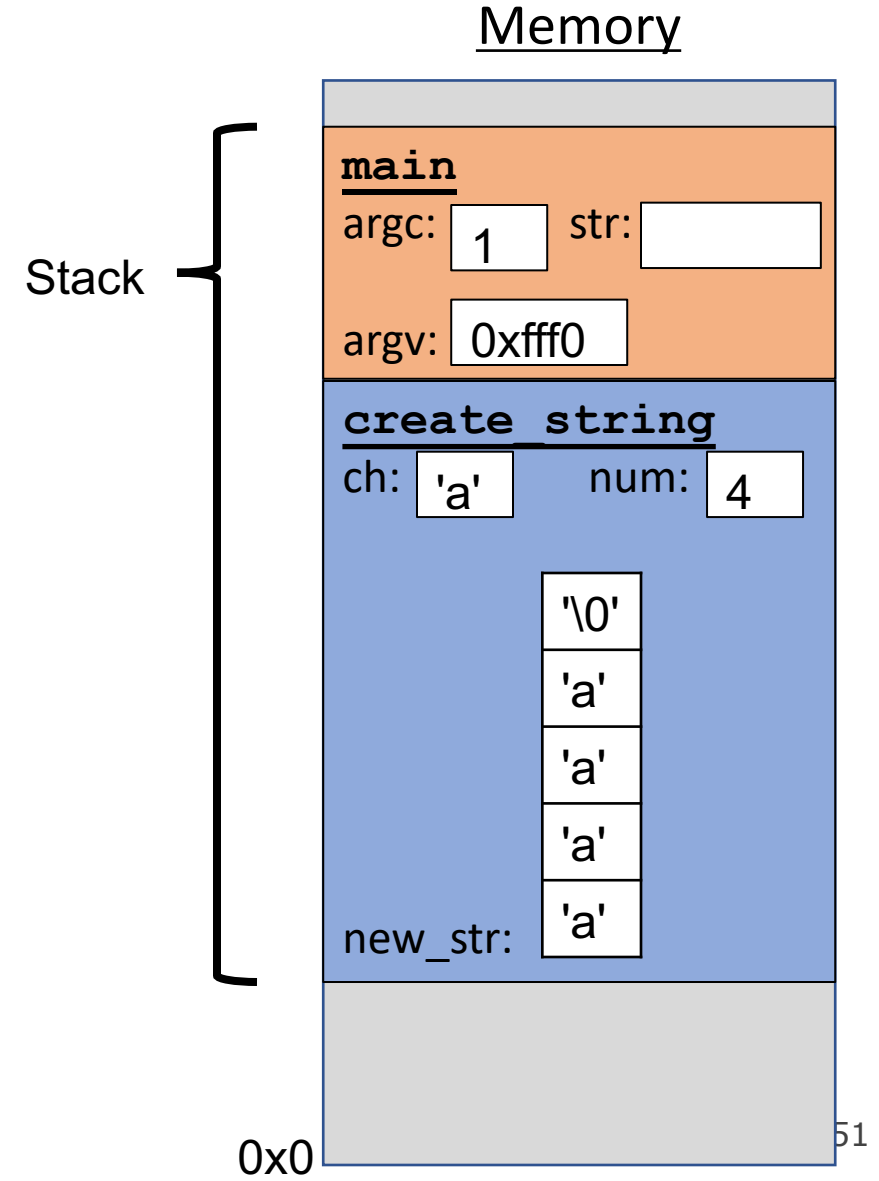 Memory
main
argc: 1 str:
Stack
argv: 0xfff0
create_string
ch: 'a' num: 4
'\0'
'a'
'a'
'a'
new_str: 'a'
51
0x0